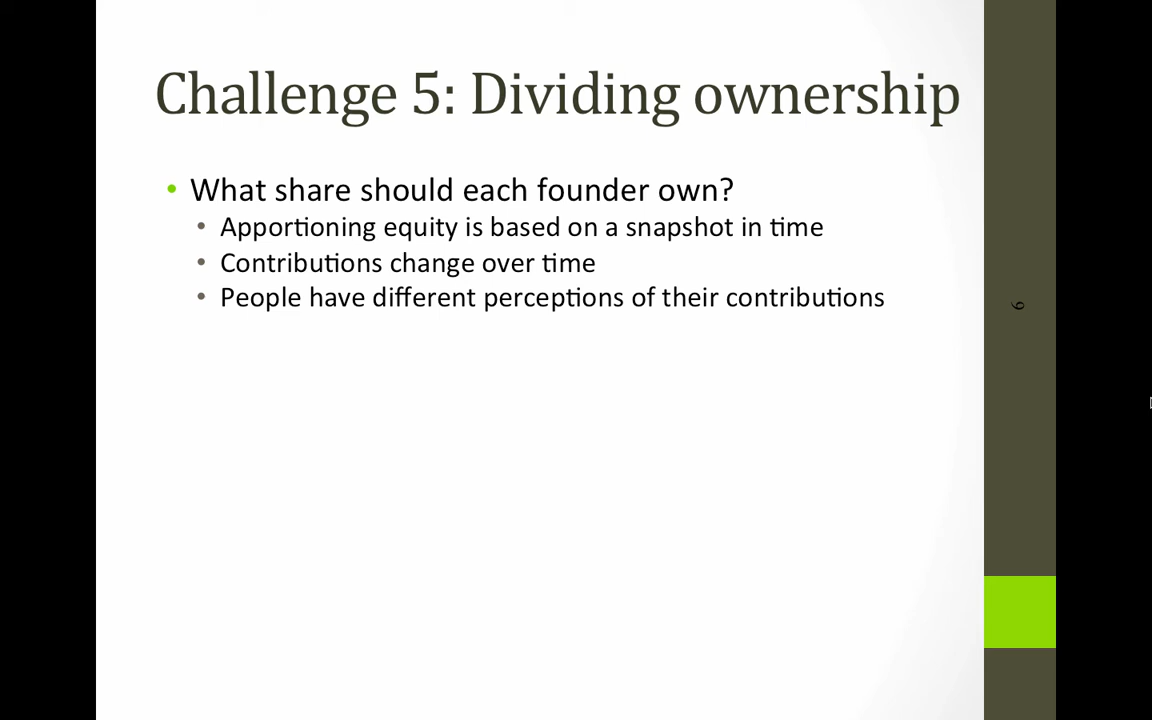 Challenge 5: Dividing ownership
• What share should each founder own?
• Apportioning equity is based on a snapshot in time
• Contributions change over time
• People have different perceptions of their contributions
6